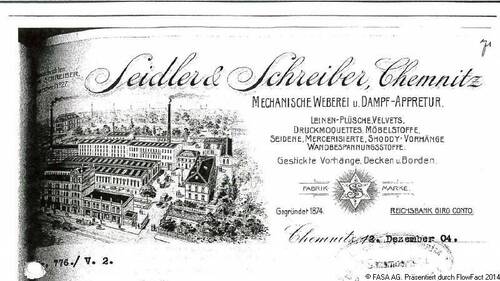 SCHREIBER,
Seidler & Schreiber, Chemnitz
MECHANISCHE WEBEREI U. DAMPF-APPRETUR.
LEINEN-PLÜSCHE, VELVETS,
DRUCKMOQUETTES, MÖBELSTOFFE,
SEIDENE, MERCERISIERTE, SHODDY-VORHÄNGE
WANDBESPANNUNGSSTOFFE.
Gestickte Vorhänge, Decken u. Borden.
FABRIK MARKE.
Gegründet 1874. REICHSBANK GIRO CONTO.
Chemnitz, 2. Dezember 04.
776./ V. 2.
© FASA AG. Präsentiert durch FlowFact 2014